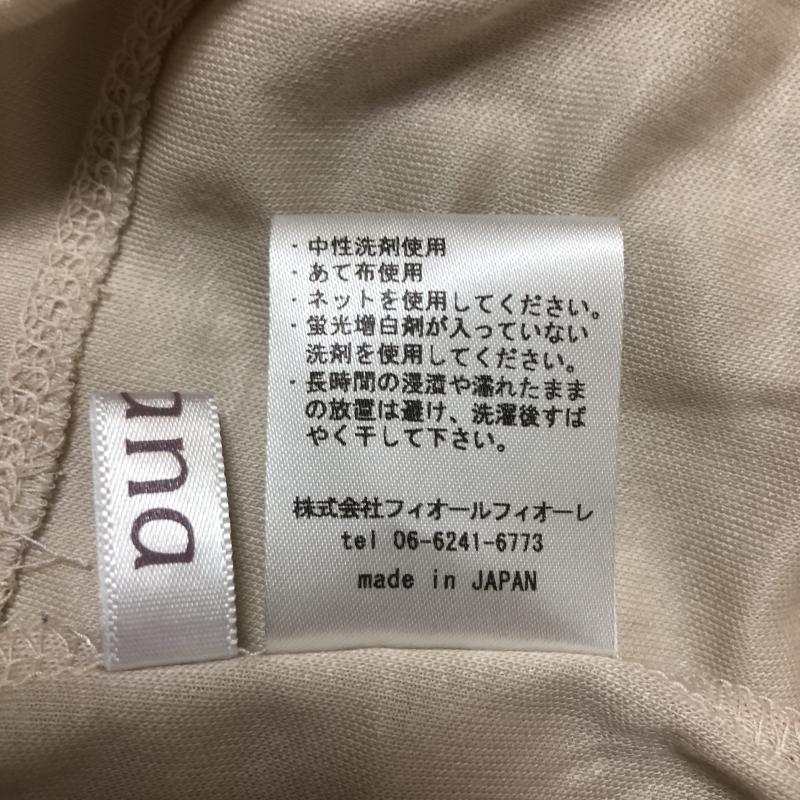 ・中性洗剤使用
・あて布使用
・ネットを使用してください。
・蛍光増白剤が入っていない
洗剤を使用してください。
・長時間の浸漬や濡れたまま
の放置は避け、洗濯後すば
やく干して下さい。
株式会社フィオールフィオーレ
tel 06-6241-6773
made in JAPAN
una